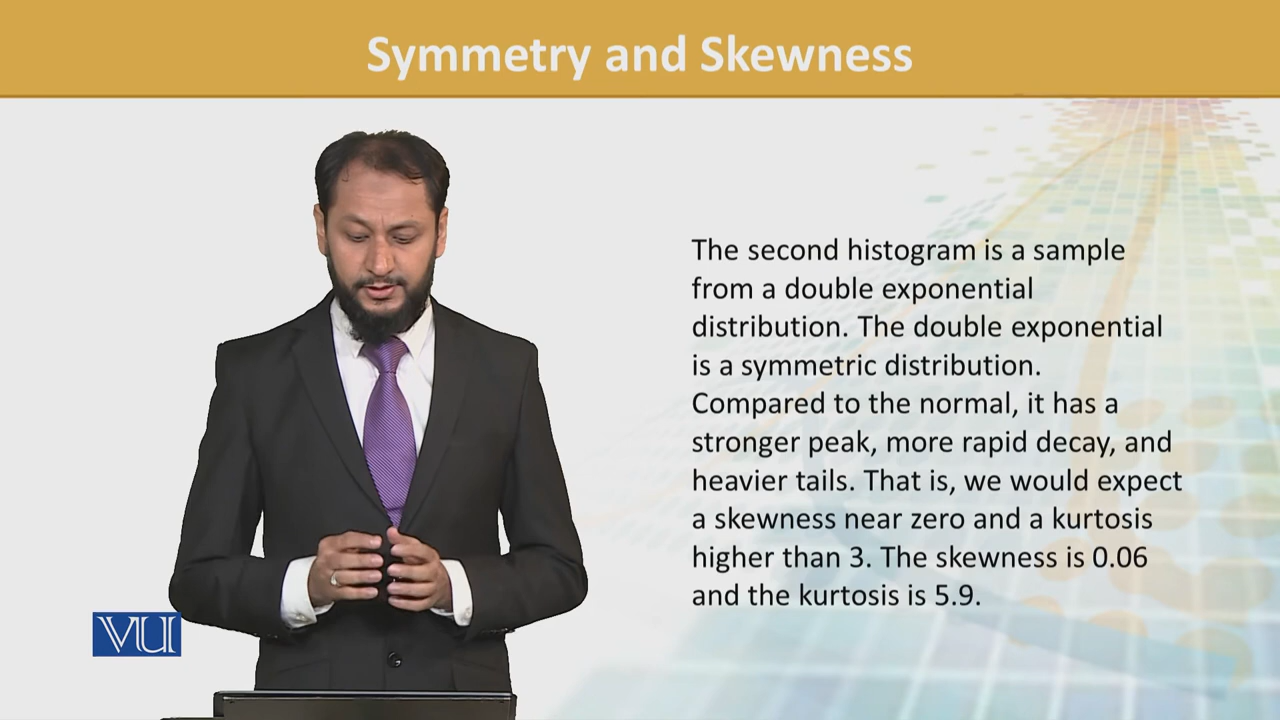 Symmetry and Skewness
The second histogram is a sample
from a double exponential
distribution. The double exponential
is a symmetric distribution.
Compared to the normal, it has a
stronger peak, more rapid decay, and
heavier tails. That is, we would expect
a skewness near zero and a kurtosis
higher than 3. The skewness is 0.06
and the kurtosis is 5.9.
VU